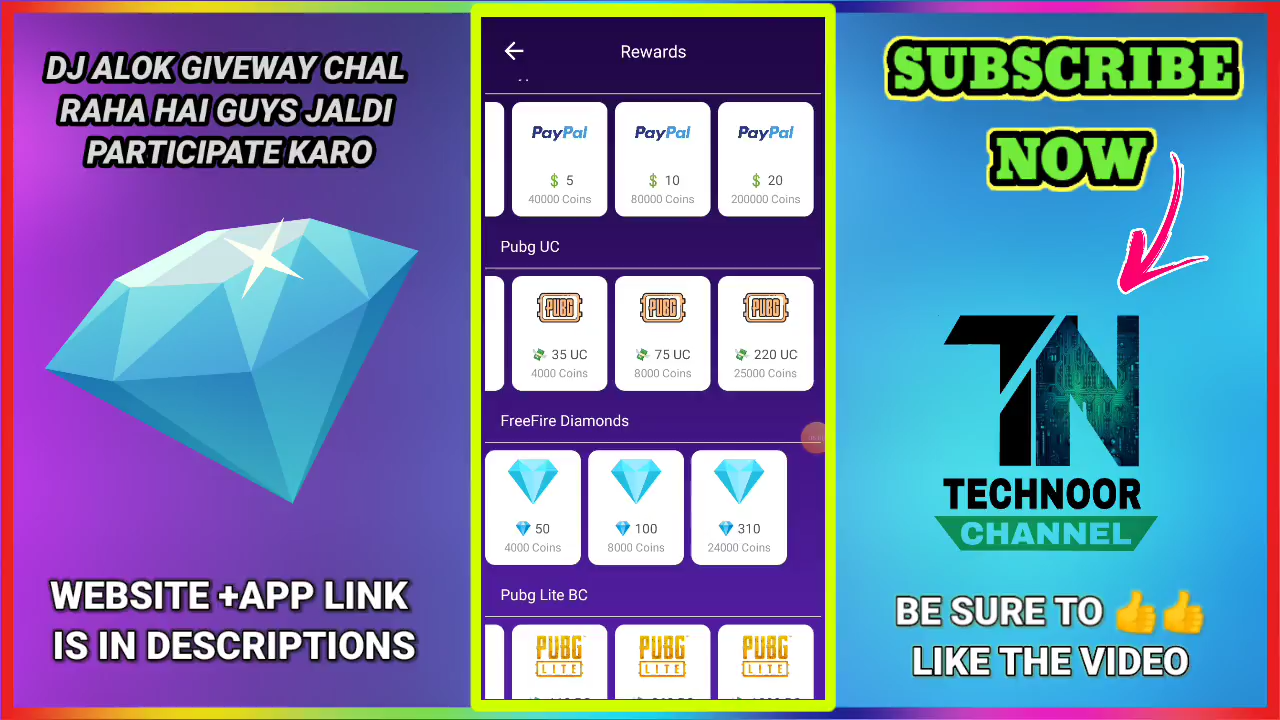 DJ ALOK GIVEWAY CHAL
RAHA HAI GUYS JALDI
PARTICIPATE KARO
WEBSITE +APP LINK
IS IN DESCRIPTIONS
Rewards
PayPal PayPal PayPal
$ 5 $ 10 $ 20
40000 Coins 80000 Coins 200000 Coins
Pubg UC
PUBG PUBG PUBG
35 UC 75 UC 220 UC
4000 Coins 8000 Coins 25000 Coins
FreeFire Diamonds
50 100 310
4000 Coins 8000 Coins 24000 Coins
Pubg Lite BC
PUBG PUBG PUBG
LITE LITE LITE
SUBSCRIBE
NOW
TN
TECHNOOR
CHANNEL
BE SURE TO 👍👍
LIKE THE VIDEO